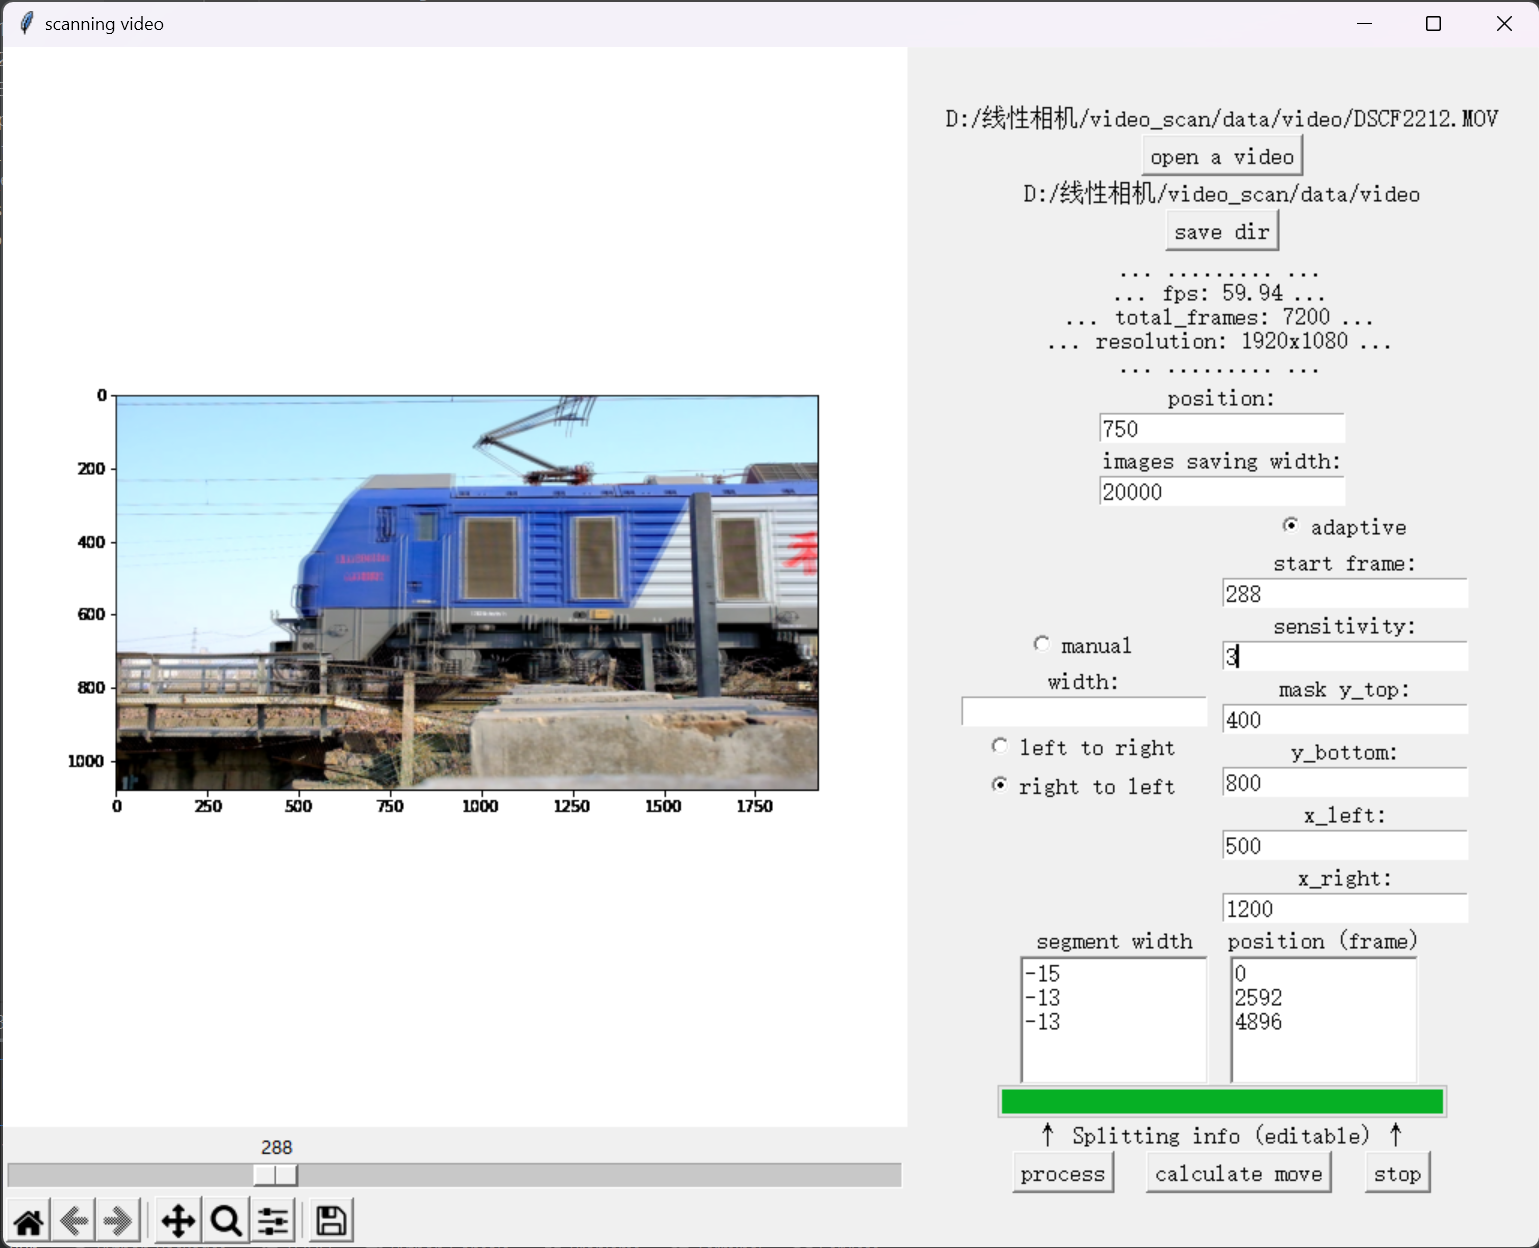 scanning video
D:/线性相机/video_scan/data/video/DSCF2212.MOV
open a video
D:/线性相机/video_scan/data/video
save dir
... ......... ...
... fps: 59.94 ...
... total_frames: 7200 ...
... resolution: 1920x1080 ...
... ......... ...
position:
750
images saving width:
20000
adaptive
start frame:
288
sensitivity:
3
manual
width:
left to right
right to left
mask y_top:
400
y_bottom:
800
x_left:
500
x_right:
1200
segment width
-15
-13
-13
position (frame)
0
2592
4896
↑ Splitting info (editable) ↑
process
calculate move
stop
0
200
400
600
800
1000
0
250
500
750
1000
1250
1500
1750
288